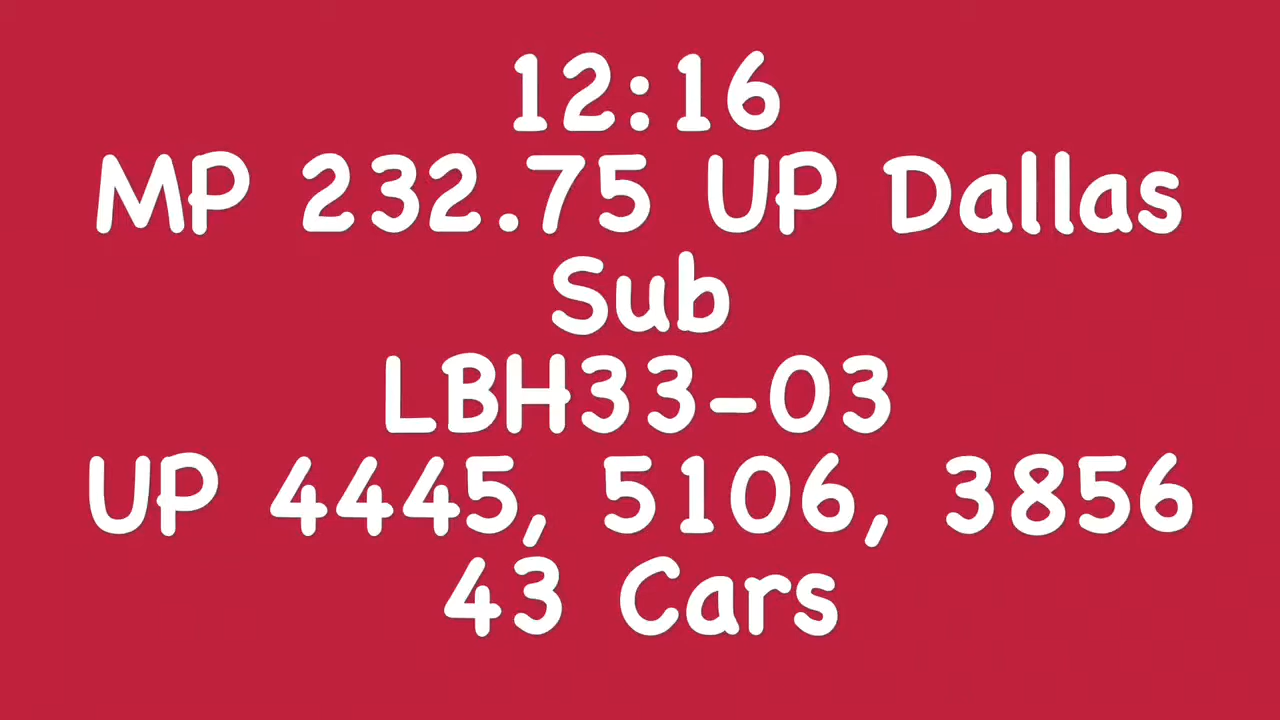 12:16
MP 232.75 UP Dallas
Sub
LBH33-03
UP 4445, 5106, 3856
43 Cars